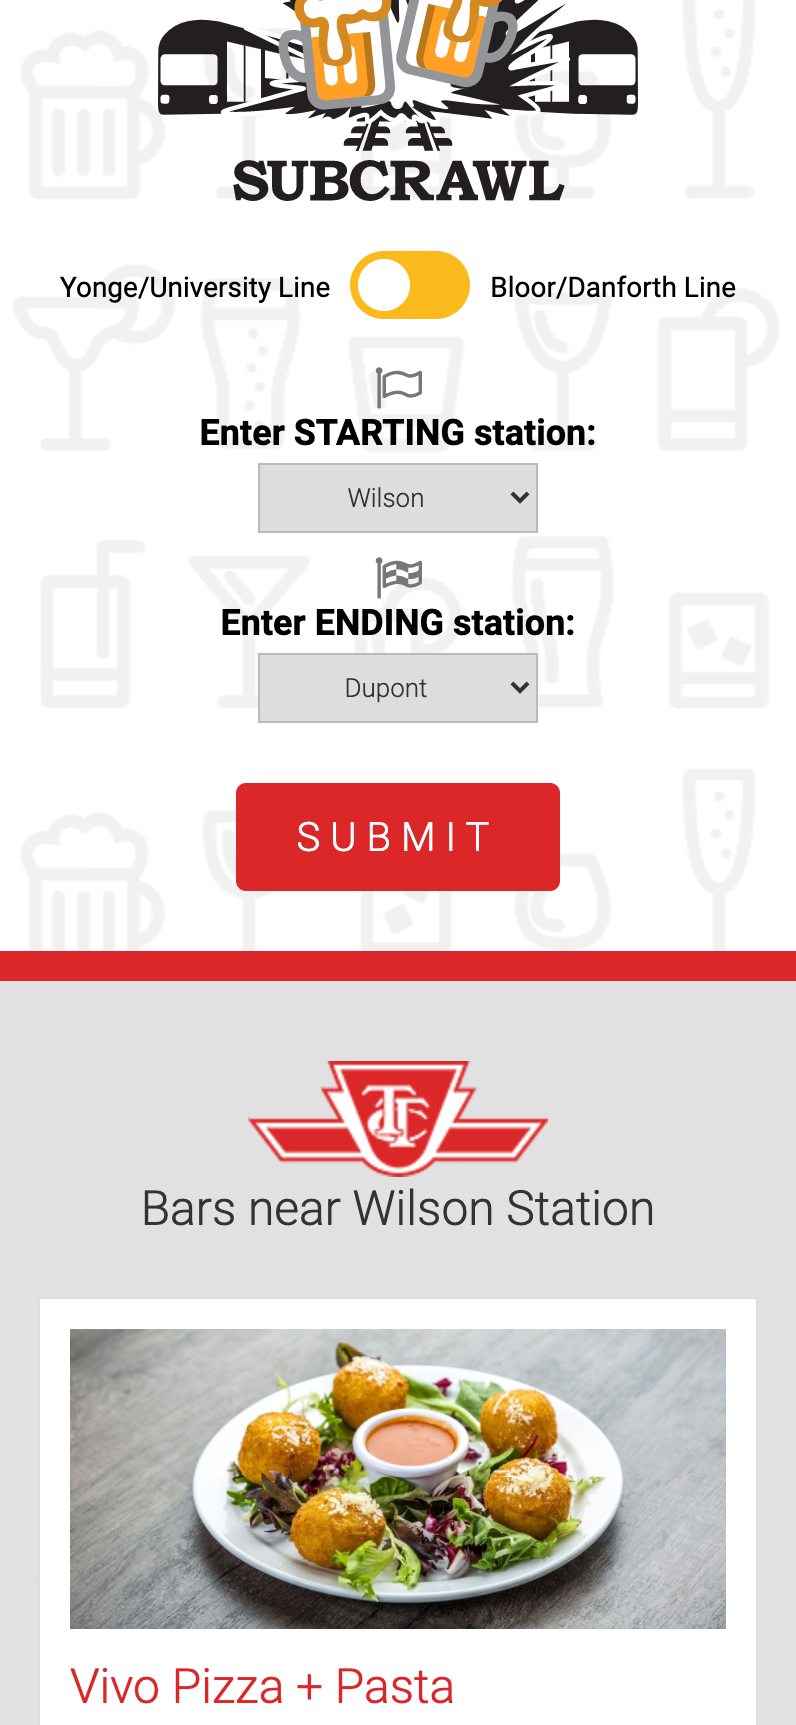 SUBCRAWL
Yonge/University Line
Bloor/Danforth Line
Enter STARTING station:
Wilson
Enter ENDING station:
Dupont
SUBMIT
TTC
Bars near Wilson Station
Vivo Pizza + Pasta